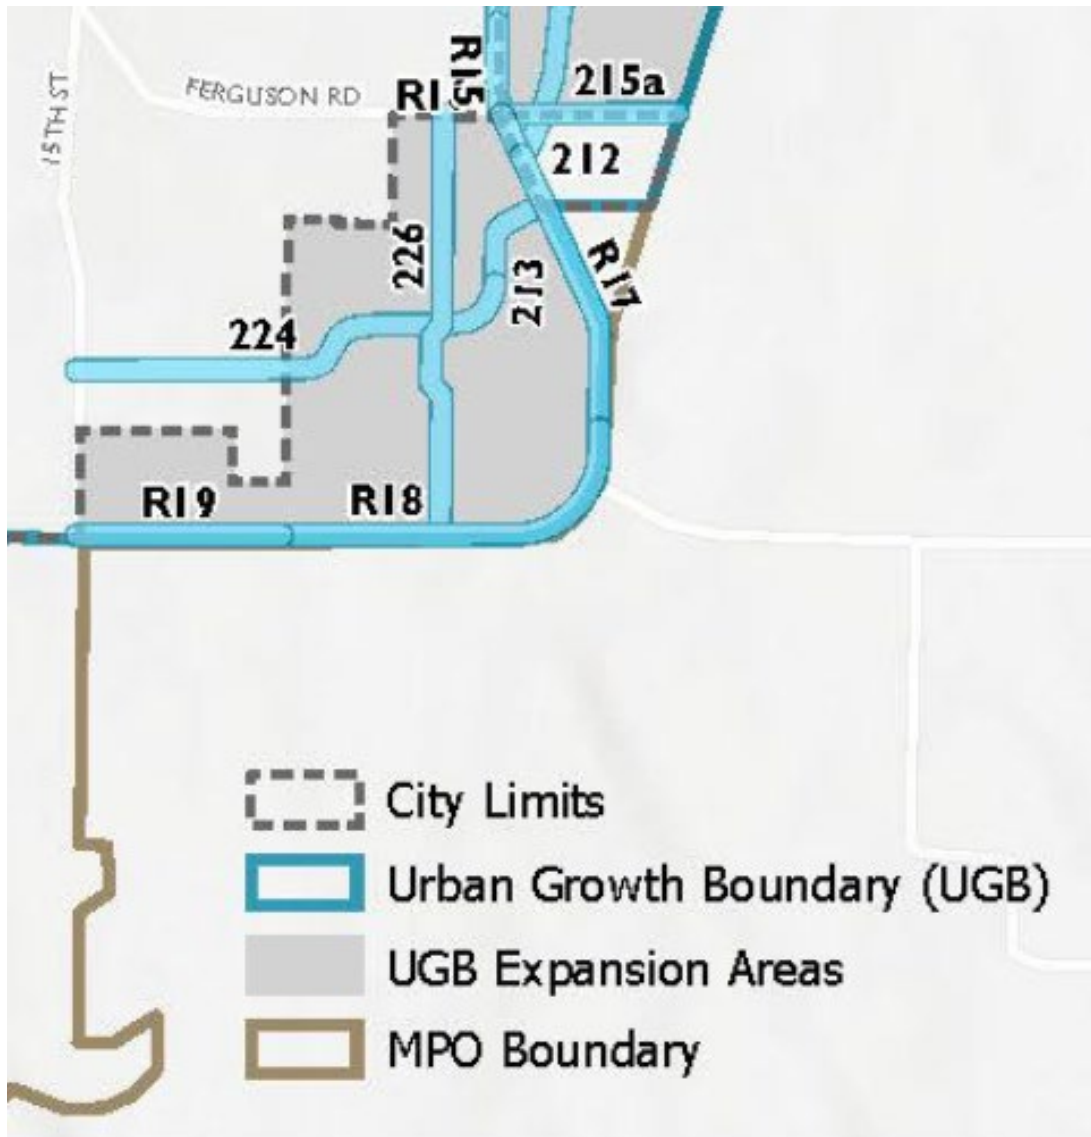 R15
215a
FERGUSON RD
15TH ST
212
226
213
R17
224
R19
R18
City Limits
Urban Growth Boundary (UGB)
UGB Expansion Areas
MPO Boundary